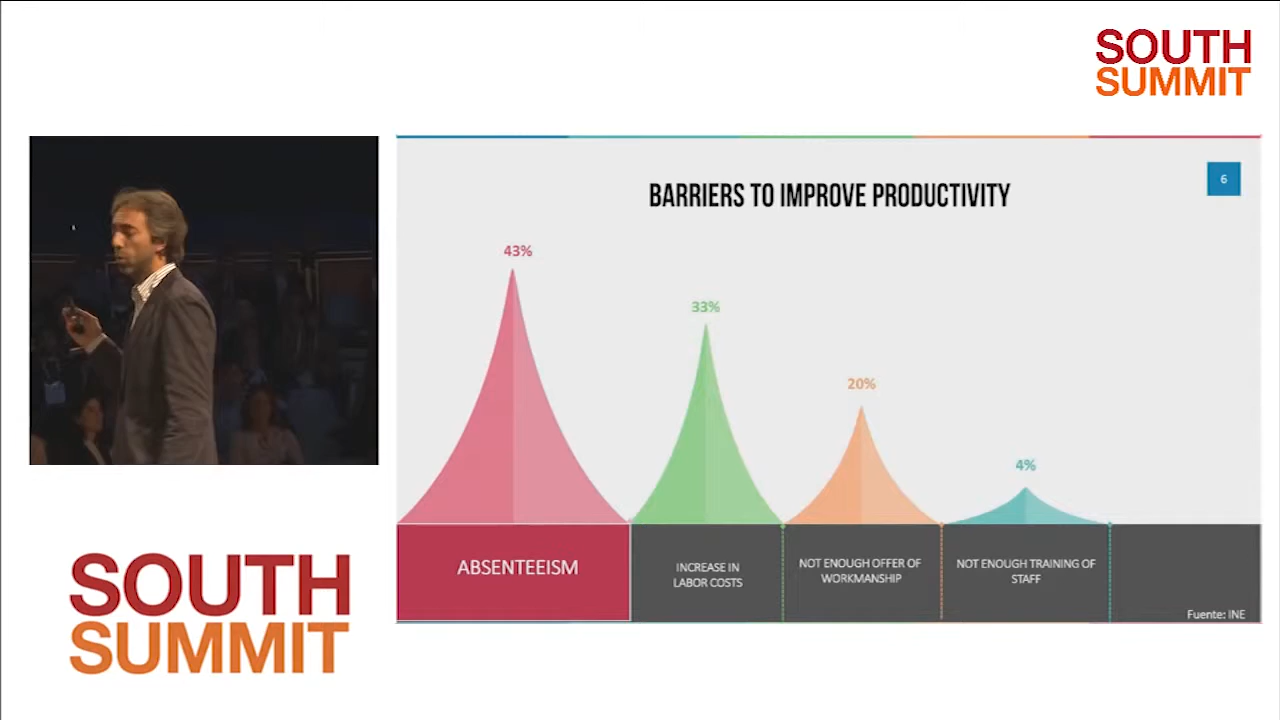 SOUTH
SUMMIT
BARRIERS TO IMPROVE PRODUCTIVITY
6
43%
33%
20%
4%
ABSENTEEISM
INCREASE IN
LABOR COSTS
NOT ENOUGH OFFER OF
WORKMANSHIP
NOT ENOUGH TRAINING OF
STAFF
Fuente: INE
SOUTH
SUMMIT